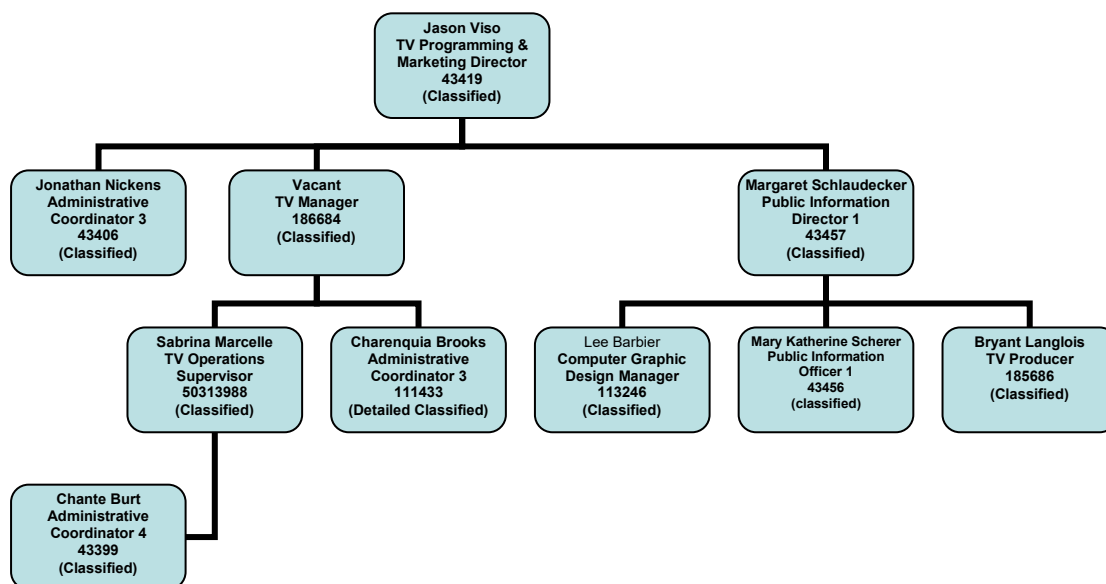 Jason Viso
TV Programming &
Marketing Director
43419
(Classified)
Jonathan Nickens
Administrative
Coordinator 3
43406
(Classified)
Vacant
TV Manager
186684
(Classified)
Margaret Schlaudecker
Public Information
Director 1
43457
(Classified)
Sabrina Marcelle
TV Operations
Supervisor
50313988
(Classified)
Charenquia Brooks
Administrative
Coordinator 3
111433
(Detailed Classified)
Lee Barbier
Computer Graphic
Design Manager
113246
(Classified)
Mary Katherine Scherer
Public Information
Officer 1
43456
(classified)
Bryant Langlois
TV Producer
185686
(Classified)
Chante Burt
Administrative
Coordinator 4
43399
(Classified)